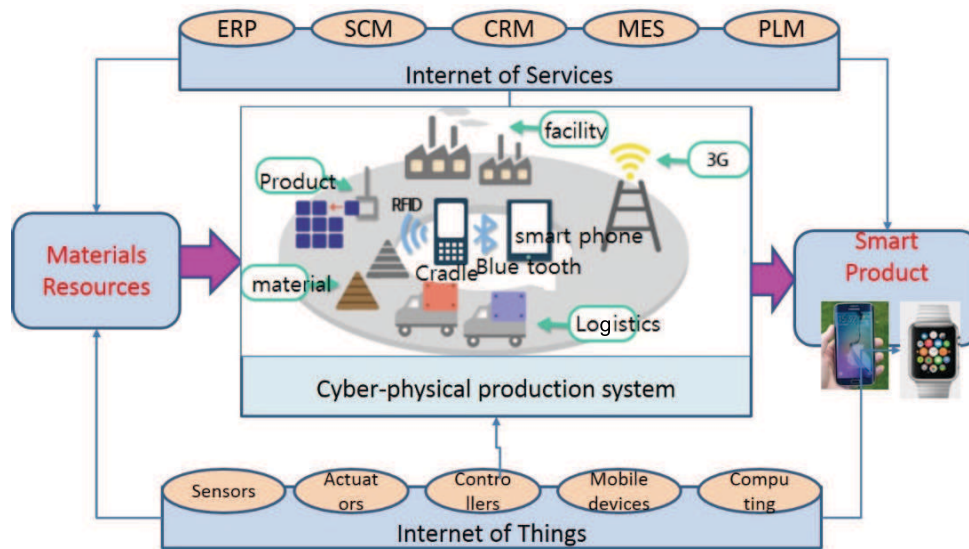 ERP
SCM
CRM
MES
PLM
Internet of Services
facility
3G
Product
RFID
smart phone
Materials
Resources
Smart
Product
material
Cradle
Blue tooth
Logistics
Cyber-physical production system
Sensors
Actuat
ors
Contro
llers
Mobile
devices
Compu
ting
Internet of Things